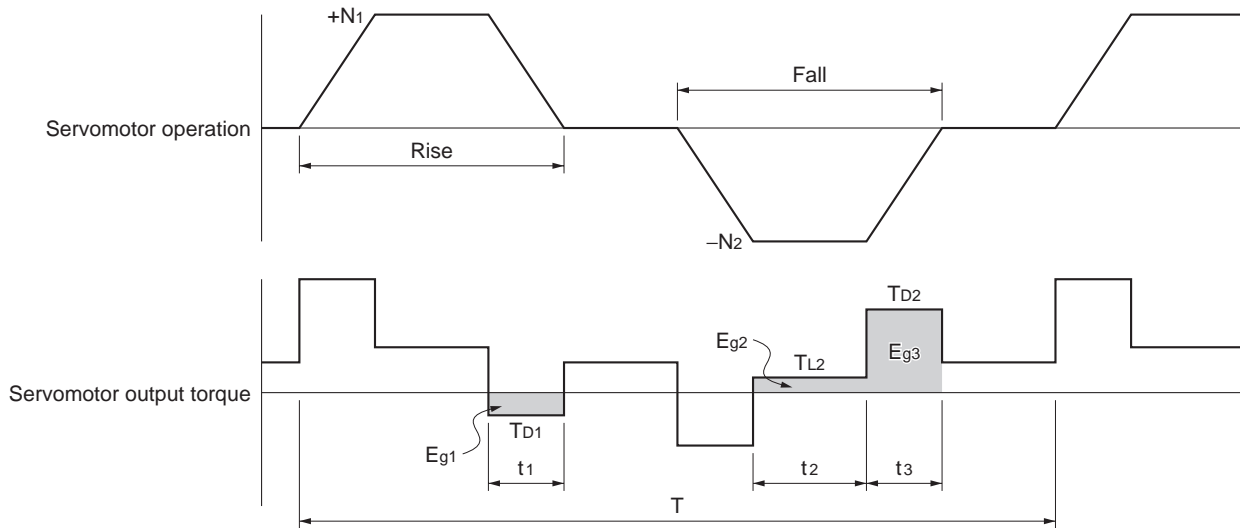 +N1
Fall
Servomotor operation
Rise
–N2
TD2
Eg2
TL2
Eg3
Servomotor output torque
TD1
Eg1
t1
t2
t3
T